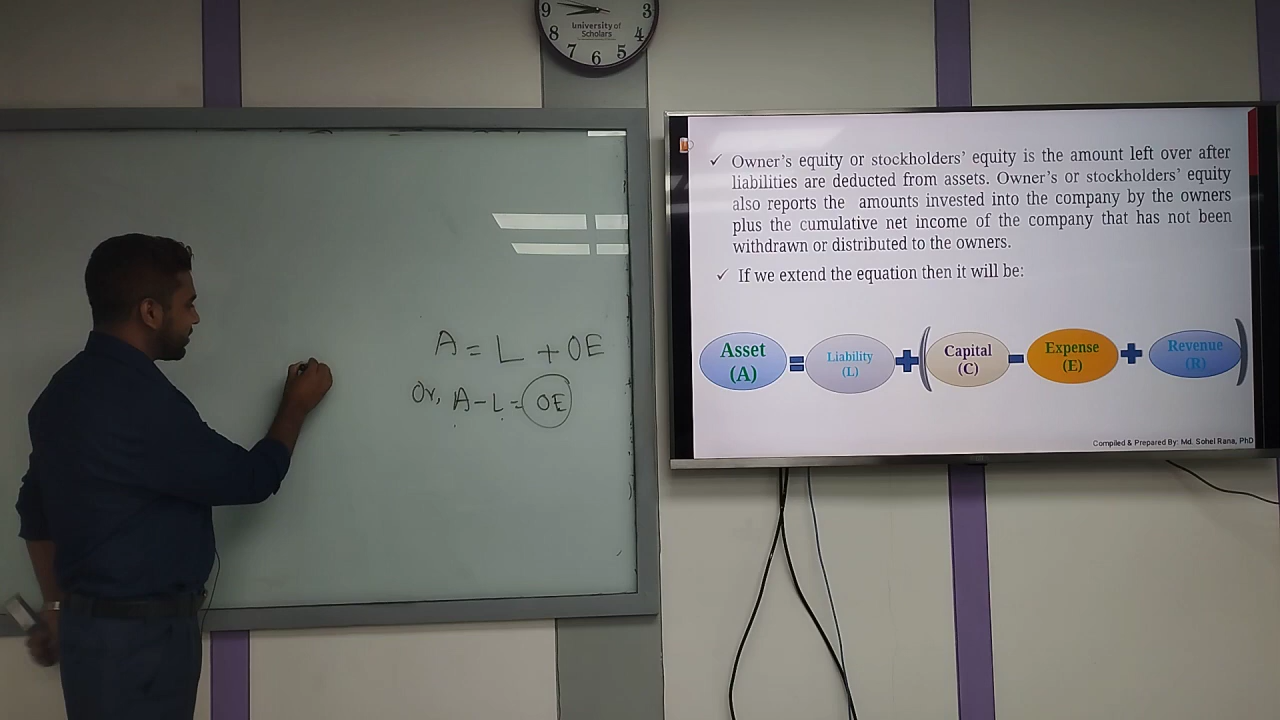 9 3
8 4
7 6 5
University of
Scholars
A = L + OE
Or, A - L = OE
✓ Owner's equity or stockholders' equity is the amount left over after
liabilities are deducted from assets. Owner's or stockholders' equity
also reports the amounts invested into the company by the owners
plus the cumulative net income of the company that has not been
withdrawn or distributed to the owners.
✓ If we extend the equation then it will be:
Asset = Liability + (Capital - Expense + Revenue)
(A) (L) (C) (E) (R)
Compiled & Prepared By: Md. Sohel Rana, PhD